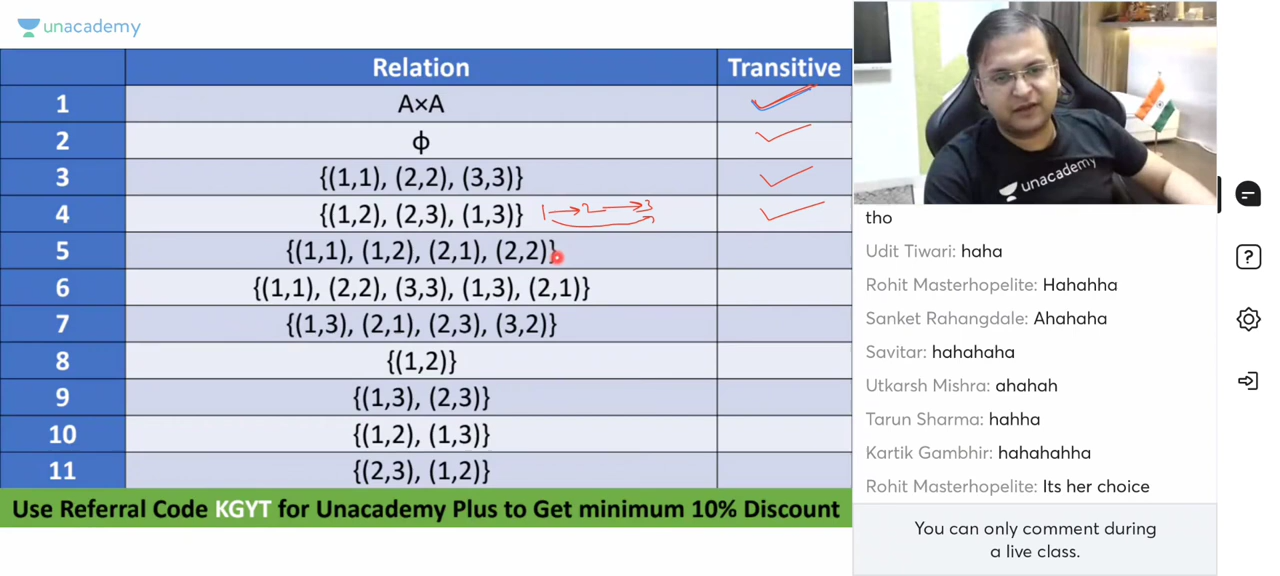 unacademy
Relation Transitive
1 A×A ✓
2 ϕ ✓
3 {(1,1), (2,2), (3,3)} ✓
4 {(1,2), (2,3), (1,3)} 1→2→3 ✓
5 {(1,1), (1,2), (2,1), (2,2)}
6 {(1,1), (2,2), (3,3), (1,3), (2,1)}
7 {(1,3), (2,1), (2,3), (3,2)}
8 {(1,2)}
9 {(1,3), (2,3)}
10 {(1,2), (1,3)}
11 {(2,3), (1,2)}
Use Referral Code KGYT for Unacademy Plus to Get minimum 10% Discount
unacademy
tho
Udit Tiwari: haha
Rohit Masterhopelite: Hahahha
Sanket Rahangdale: Ahahaha
Savitar: hahahaha
Utkarsh Mishra: ahahah
Tarun Sharma: hahha
Kartik Gambhir: hahahahha
Rohit Masterhopelite: Its her choice
You can only comment during
a live class.
?